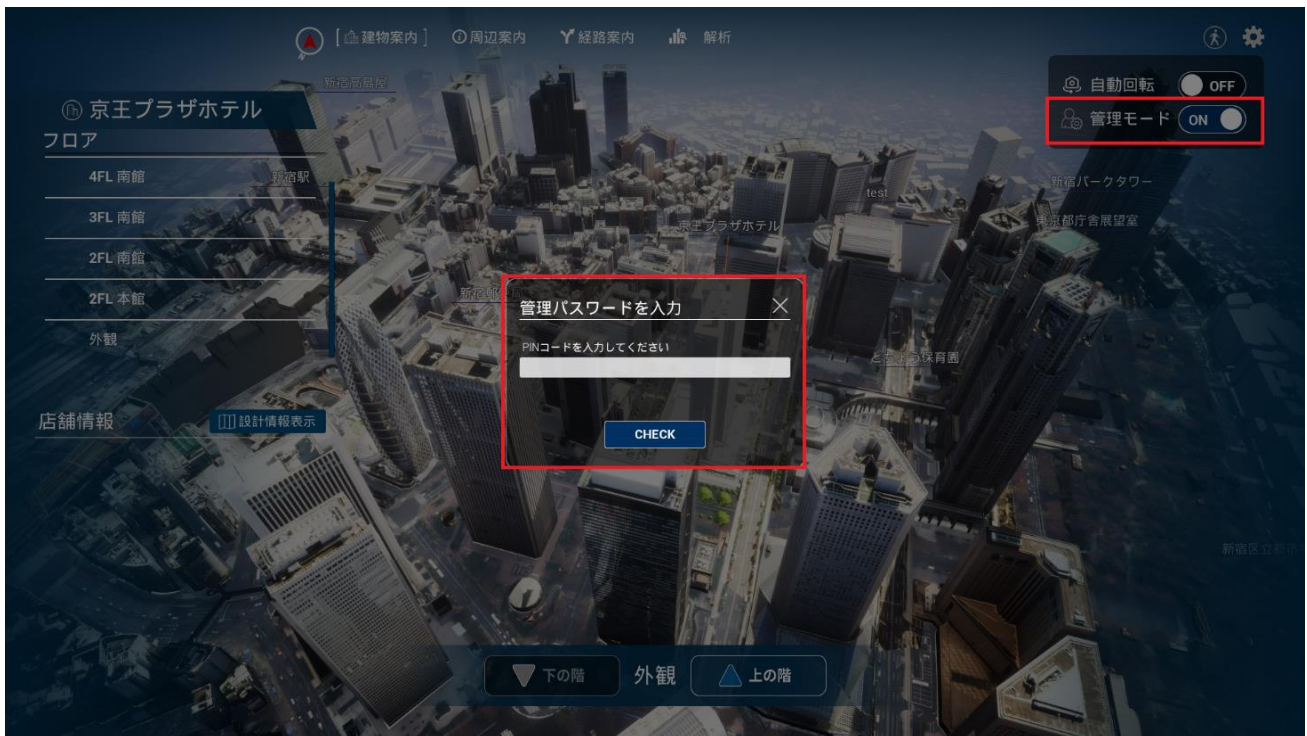 [ 建物案内 ] 周辺案内 経路案内 解析
自動回転 OFF
管理モード ON
新宿高島屋
京王プラザホテル
フロア
4FL 南館
新宿駅
3FL 南館
2FL 南館
2FL 本館
外観
test
新宿パークタワー
東京都庁舎展望室
京王プラザホテル
管理パスワードを入力
PINコードを入力してください
CHECK
とちょう保育園
店舗情報 設計情報表示
下の階 外観 上の階